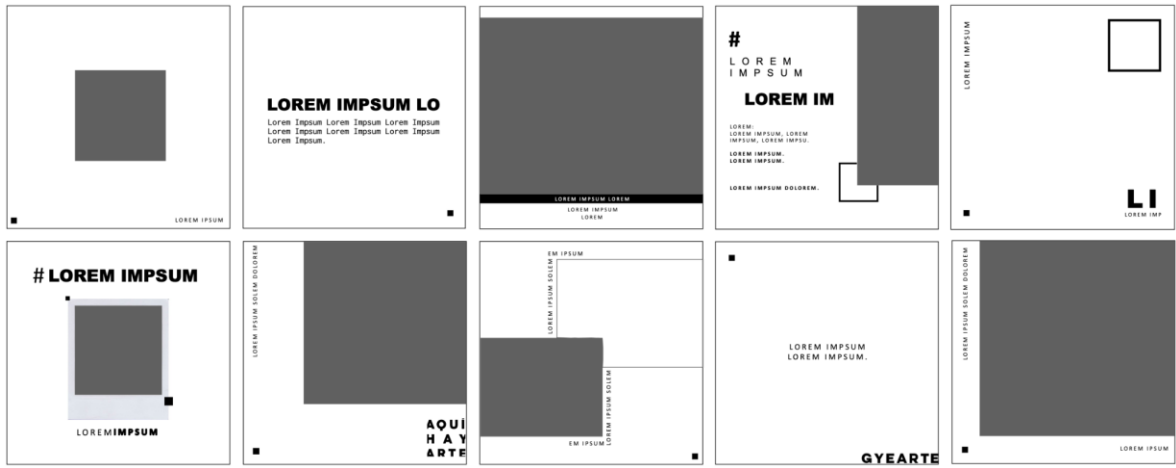 LOREM IPSUM
LOREM IMPSUM LO
Lorem Impsum Lorem Impsum Lorem Impsum
Lorem Impsum Lorem Impsum Lorem Impsum
Lorem Impsum.
LOREM IMPSUM LOREM
LOREM IMPSUM
LOREM
#
LOREM
IMPSUM
LOREM IM
LOREM:
LOREM IMPSUM, LOREM
IMPSUM, LOREM IMPSU.
LOREM IMPSUM.
LOREM IMPSUM.
LOREM IMPSUM DOLOREM.
LOREM IMPSUM
LI
LOREM IMP
#LOREM IMPSUM
LOREMIMPSUM
LOREM IPSUM SOLEM DOLOREM
AQUÍ
HAY
ARTE
EM IPSUM
LOREM IPSUM SOLEM
LOREM IPSUM SOLEM
EM IPSUM
LOREM IMPSUM
LOREM IMPSUM.
GYEARTE
LOREM IPSUM SOLEM DOLOREM
LOREM IPSUM